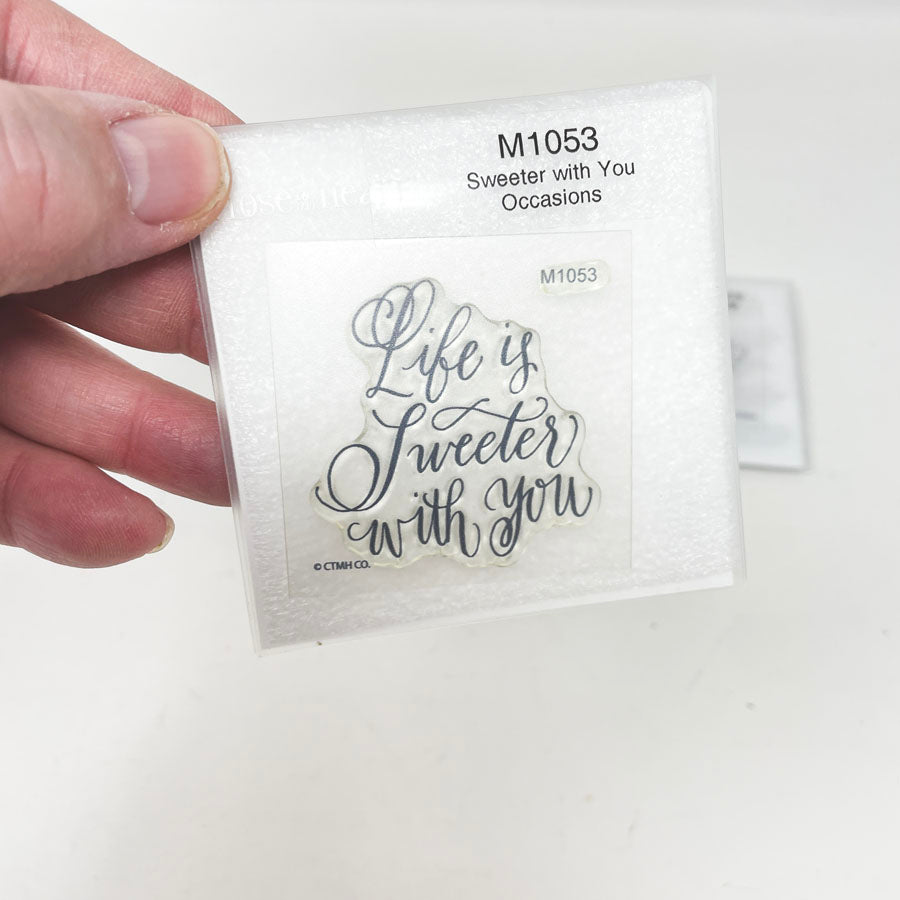 M1053
Sweeter with You
Occasions
M1053
Life is
Sweeter
with you
© CTMH CO.